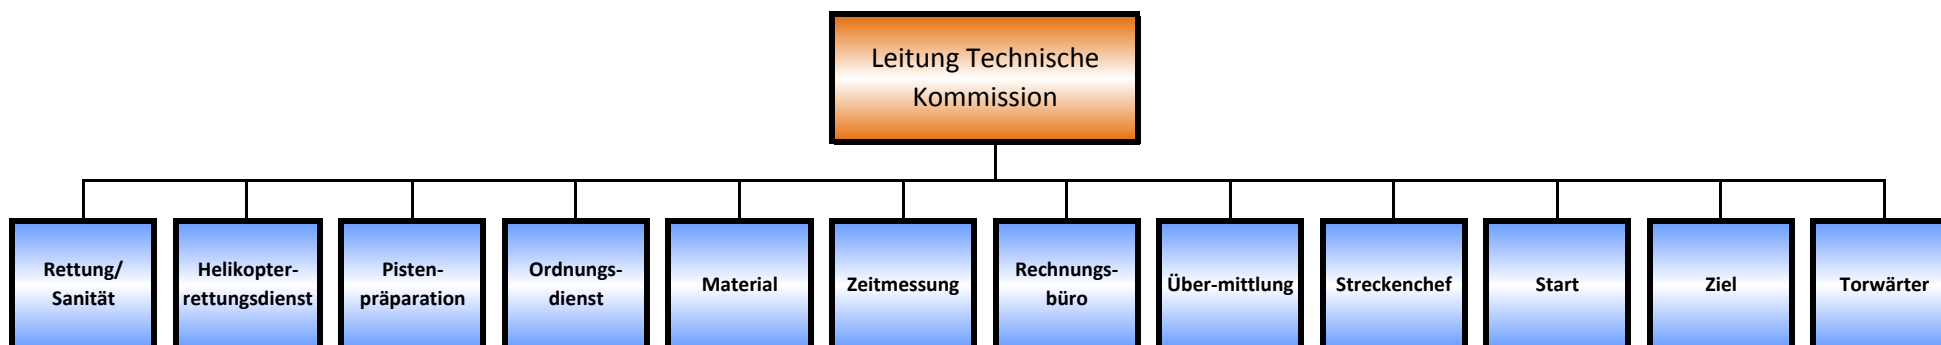 Leitung Technische
Kommission
Rettung/
Sanität
Helikopter-
rettungsdienst
Pisten-
präparation
Ordnungs-
dienst
Material
Zeitmessung
Rechnungs-
büro
Über-mittlung
Streckenchef
Start
Ziel
Torwärter